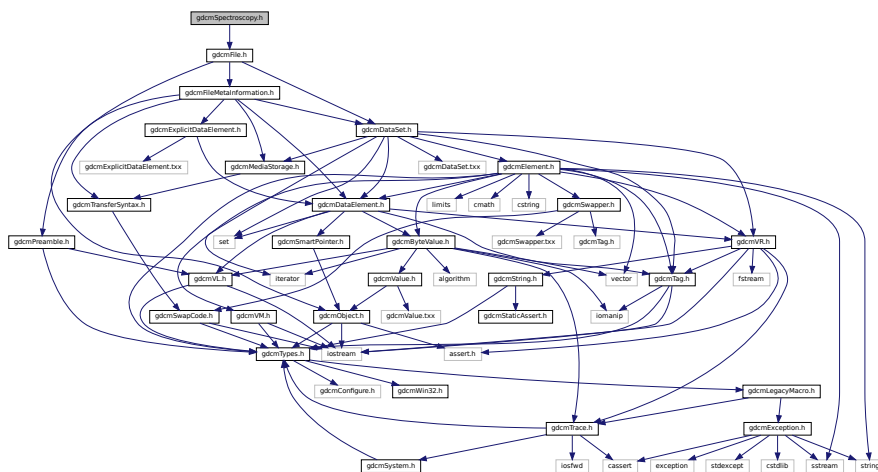 gdcmSpectroscopy.h
gdcmFile.h
gdcmFileMetaInformation.h
gdcmExplicitDataElement.h
gdcmDataSet.h
gdcmExplicitDataElement.txx
gdcmMediaStorage.h
gdcmDataSet.txx
gdcmElement.h
gdcmTransferSyntax.h
gdcmDataElement.h
limits
cmath
cstring
gdcmSwapper.h
gdcmPreamble.h
set
gdcmSmartPointer.h
gdcmByteValue.h
gdcmSwapper.txx
gdcmTag.h
gdcmVR.h
gdcmVL.h
iterator
gdcmValue.h
algorithm
gdcmString.h
vector
gdcmTag.h
fstream
gdcmSwapCode.h
gdcmVM.h
gdcmObject.h
gdcmValue.txx
gdcmStaticAssert.h
iomanip
gdcmTypes.h
iostream
assert.h
gdcmConfigure.h
gdcmWin32.h
gdcmLegacyMacro.h
gdcmTrace.h
gdcmException.h
gdcmSystem.h
iosfwd
cassert
exception
stdexcept
cstdlib
sstream
string